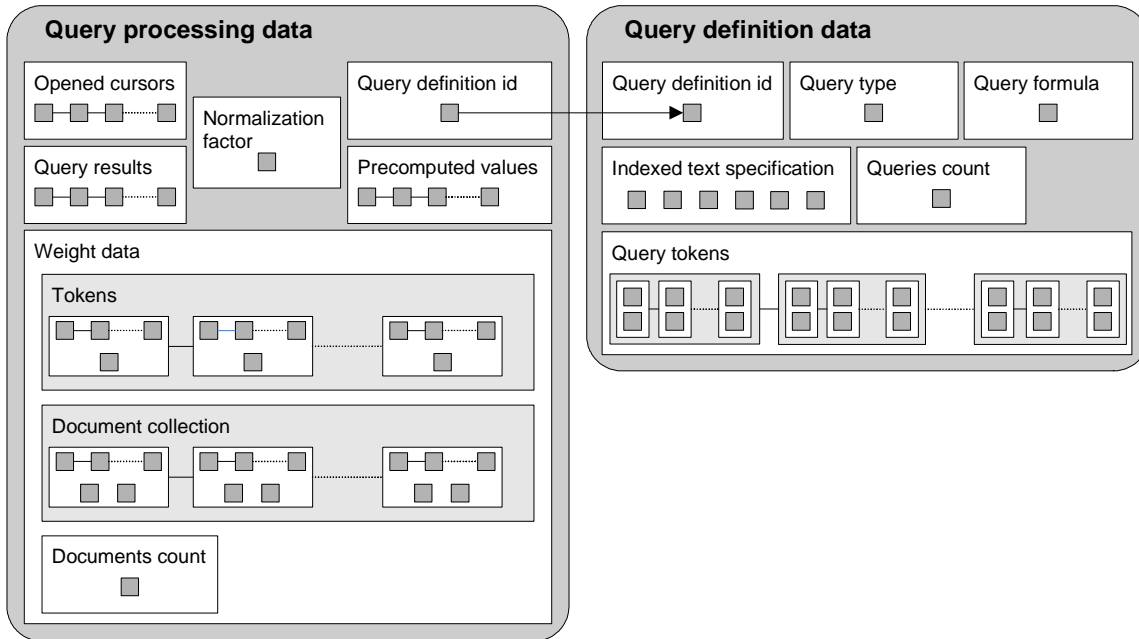 Query processing data
Opened cursors
Normalization
factor
Query definition id
Query results
Precomputed values
Weight data
Tokens
Document collection
Documents count
Query definition data
Query definition id
Query type
Query formula
Indexed text specification
Queries count
Query tokens